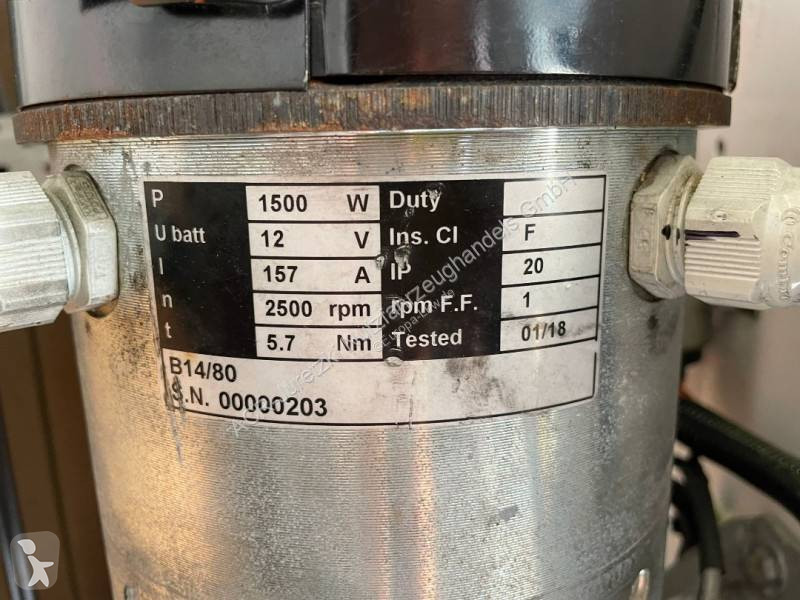 P 1500 W Duty
U batt 12 V Ins. Cl F
I 157 A IP 20
n 2500 rpm rpm F.F. 1
t 5.7 Nm Tested 01/18
B14/80
S.N. 00000203